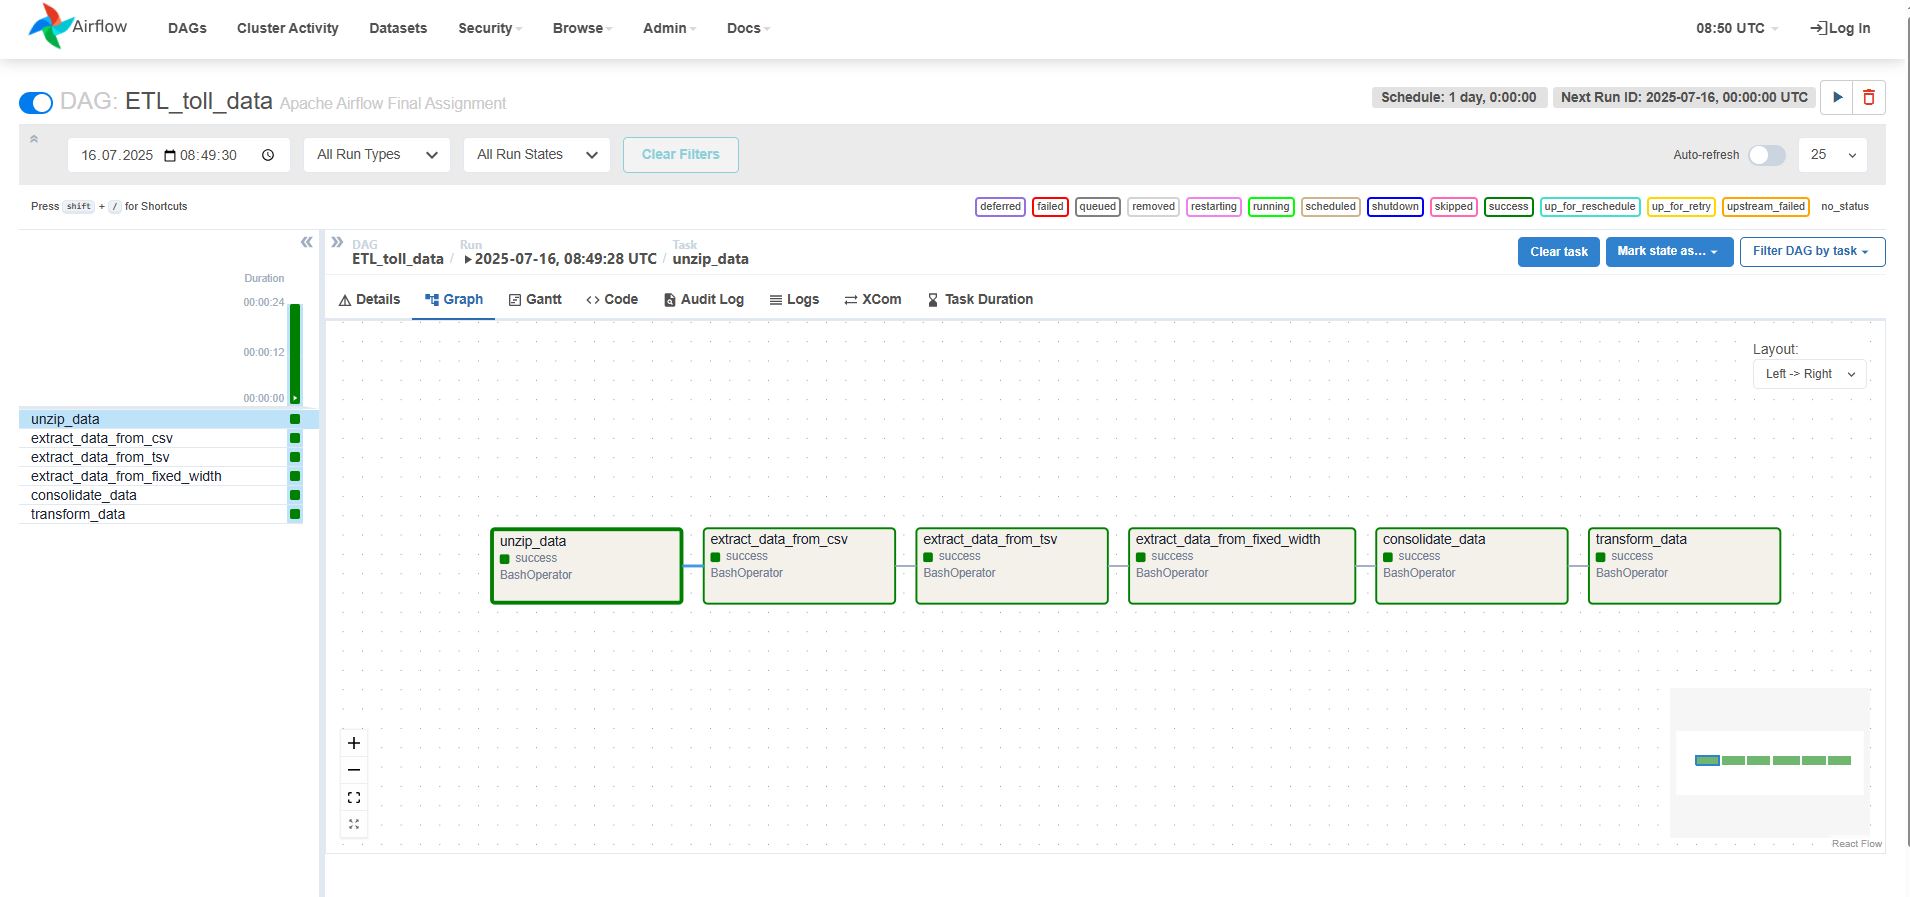 Airflow DAGs Cluster Activity Datasets Security Browse Admin Docs 08:50 UTC Log In
DAG: ETL_toll_data Apache Airflow Final Assignment Schedule: 1 day, 0:00:00 Next Run ID: 2025-07-16, 00:00:00 UTC
16.07.2025 08:49:30 All Run Types All Run States Clear Filters Auto-refresh 25
Press shift + / for Shortcuts deferred failed queued removed restarting running scheduled shutdown skipped success up_for_reschedule up_for_retry upstream_failed no_status
DAG Run Task
ETL_toll_data / 2025-07-16, 08:49:28 UTC / unzip_data Clear task Mark state as... Filter DAG by task
Details Graph Gantt Code Audit Log Logs XCom Task Duration
Duration
00:00:24
00:00:12
00:00:00
unzip_data
extract_data_from_csv
extract_data_from_tsv
extract_data_from_fixed_width
consolidate_data
transform_data
Layout:
Left -> Right
unzip_data
success
BashOperator
extract_data_from_csv
success
BashOperator
extract_data_from_tsv
success
BashOperator
extract_data_from_fixed_width
success
BashOperator
consolidate_data
success
BashOperator
transform_data
success
BashOperator
React Flow